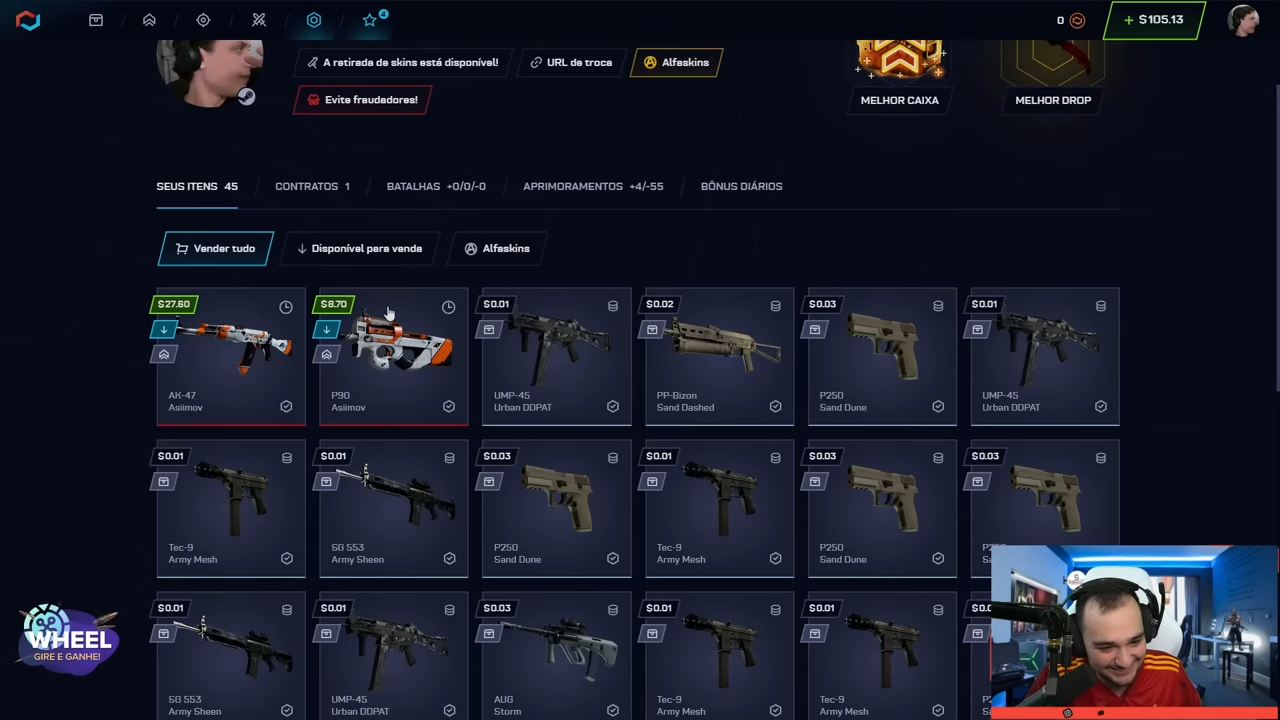 4
0
+ $105.13
A retirada de skins está disponível!
URL de troca
Alfaskins
Evite fraudadores!
MELHOR CAIXA
MELHOR DROP
SEUS ITENS 45
CONTRATOS 1
BATALHAS +0/0/-0
APRIMORAMENTOS +4/-55
BÔNUS DIÁRIOS
Vender tudo
Disponível para venda
Alfaskins
$27.60
AK-47
Asiimov
$8.70
P90
Asiimov
$0.01
UMP-45
Urban DDPAT
$0.02
PP-Bizon
Sand Dashed
$0.03
P250
Sand Dune
$0.01
UMP-45
Urban DDPAT
$0.01
Tec-9
Army Mesh
$0.01
SG 553
Army Sheen
$0.03
P250
Sand Dune
$0.01
Tec-9
Army Mesh
$0.03
P250
Sand Dune
$0.03
$0.01
SG 553
Army Sheen
$0.01
UMP-45
Urban DDPAT
$0.03
AUG
Storm
$0.01
Tec-9
Army Mesh
$0.01
Tec-9
Army Mesh
WHEEL
GIRE E GANHE!